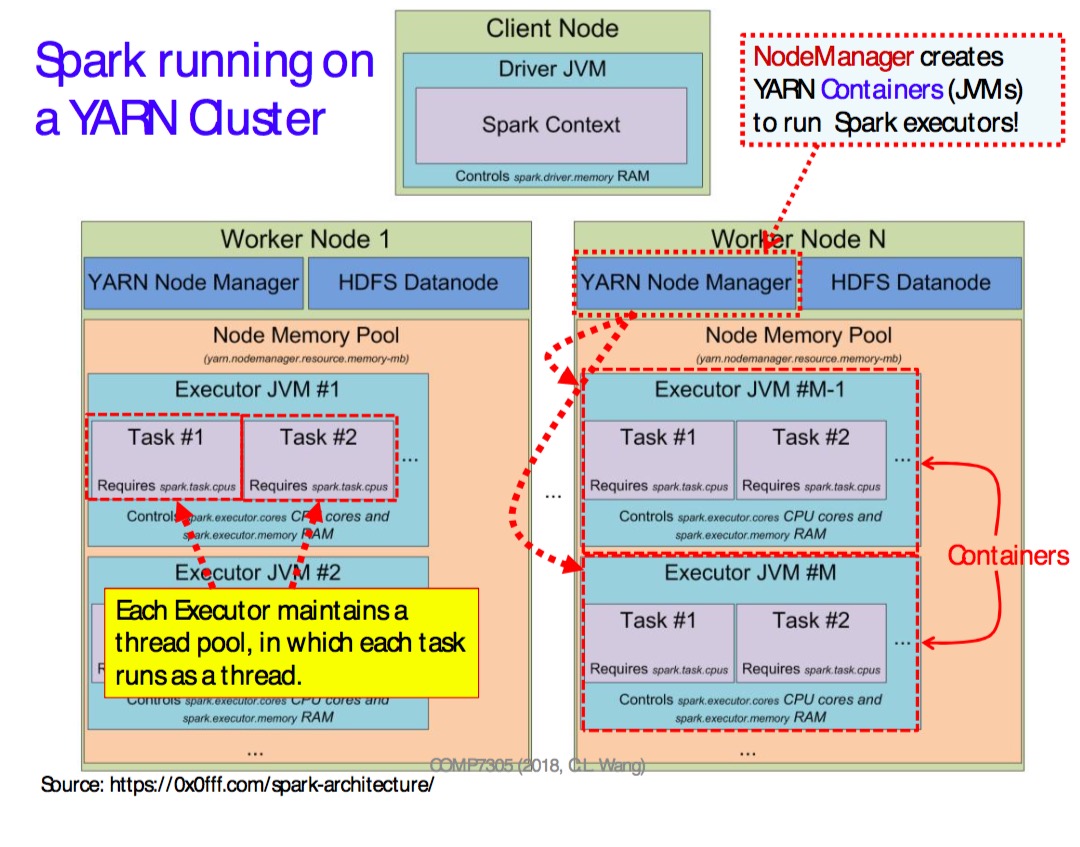 Spark running on
a YARN Cluster
Client Node
Driver JVM
Spark Context
Controls spark.driver.memory RAM
NodeManager creates
YARN Containers (JVMs)
to run Spark executors!
Worker Node 1
YARN Node Manager
HDFS Datanode
Node Memory Pool
(yarn.nodemanager.resource.memory-mb)
Executor JVM #1
Task #1
Requires spark.task.cpus
Task #2
Requires spark.task.cpus
...
Controls spark.executor.cores CPU cores and
spark.executor.memory RAM
Executor JVM #2
Each Executor maintains a
thread pool, in which each task
runs as a thread.
Controls spark.executor.cores CPU cores and
spark.executor.memory RAM
...
...
Worker Node N
YARN Node Manager
HDFS Datanode
Node Memory Pool
(yarn.nodemanager.resource.memory-mb)
Executor JVM #M-1
Task #1
Requires spark.task.cpus
Task #2
Requires spark.task.cpus
...
Controls spark.executor.cores CPU cores and
spark.executor.memory RAM
Containers
Executor JVM #M
Task #1
Requires spark.task.cpus
Task #2
Requires spark.task.cpus
...
Controls spark.executor.cores CPU cores and
spark.executor.memory RAM
...
COMP7305 (2018, C.L. Wang)
Source: https://0x0fff.com/spark-architecture/